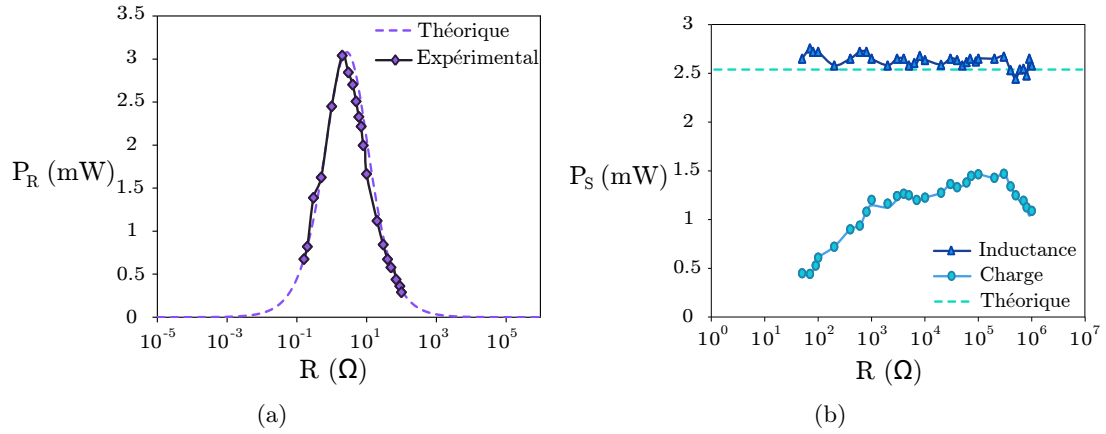 3.5
3
2.5
2
1.5
1
0.5
0
P_R (mW)
Théorique
Expérimental
10^-5 10^-3 10^-1 10^1 10^3 10^5
R (Ω)
(a)
3
2.5
2
1.5
1
0.5
0
P_S (mW)
Inductance
Charge
Théorique
10^0 10^1 10^2 10^3 10^4 10^5 10^6 10^7
R (Ω)
(b)